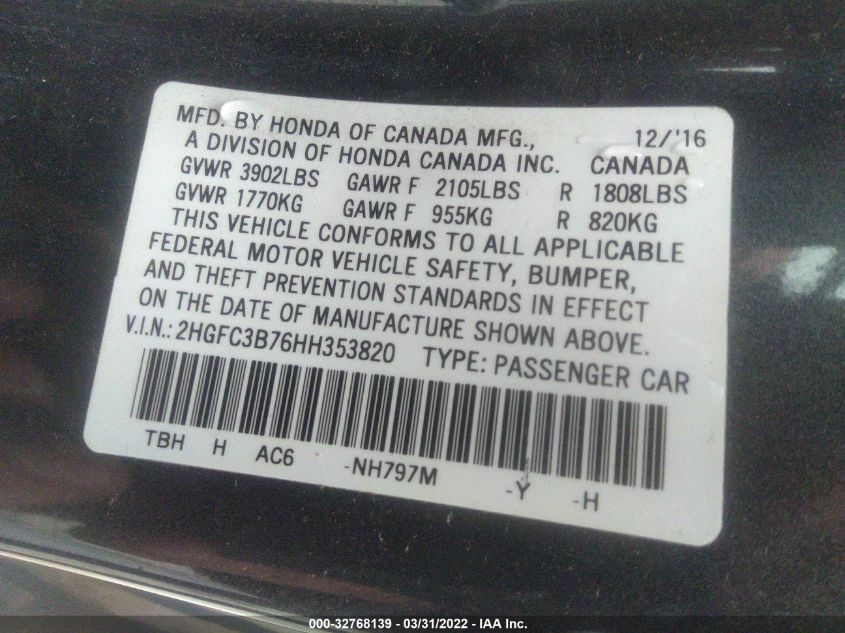 MFD. BY HONDA OF CANADA MFG., 12/'16
A DIVISION OF HONDA CANADA INC. CANADA
GVWR 3902LBS GAWR F 2105LBS R 1808LBS
GVWR 1770KG GAWR F 955KG R 820KG
THIS VEHICLE CONFORMS TO ALL APPLICABLE
FEDERAL MOTOR VEHICLE SAFETY, BUMPER,
AND THEFT PREVENTION STANDARDS IN EFFECT
ON THE DATE OF MANUFACTURE SHOWN ABOVE.
V.I.N.: 2HGFC3B76HH353820 TYPE: PASSENGER CAR
TBH H AC6 -NH797M -Y -H
000-32768139 - 03/31/2022 - IAA Inc.